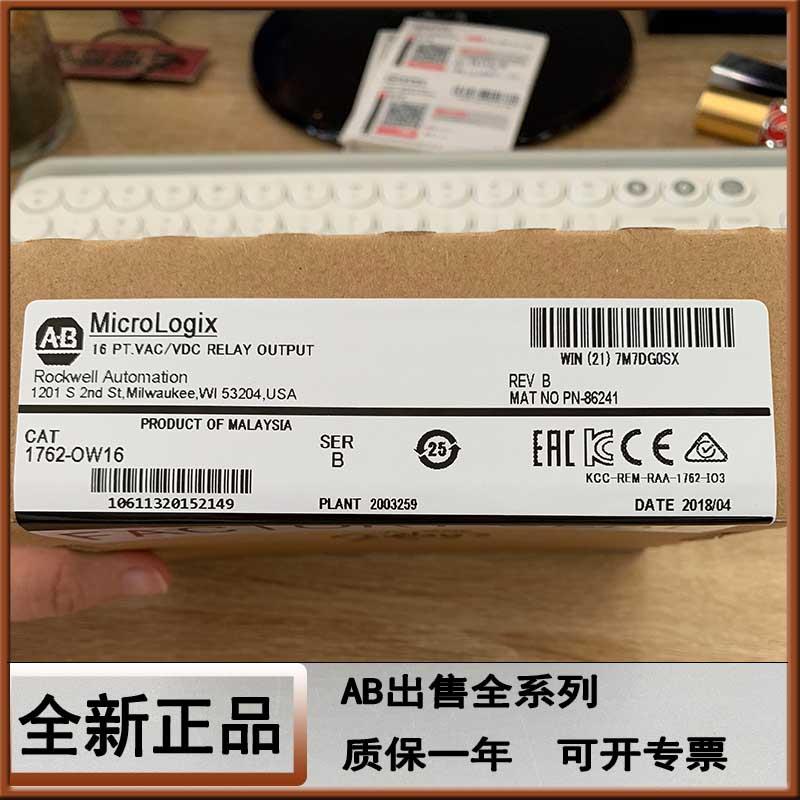 AB
MicroLogix
16 PT.VAC/VDC RELAY OUTPUT
Rockwell Automation
1201 S 2nd St,Milwaukee,WI 53204,USA
WIN (21) 7M7DG0SX
REV B
MAT NO PN-86241
PRODUCT OF MALAYSIA
CAT
1762-OW16
SER
B
25
EAC
CE
KCC-REM-RAA-1762-IO3
10611320152149
PLANT 2003259
DATE 2018/04
全新正品
AB出售全系列
质保一年 可开专票